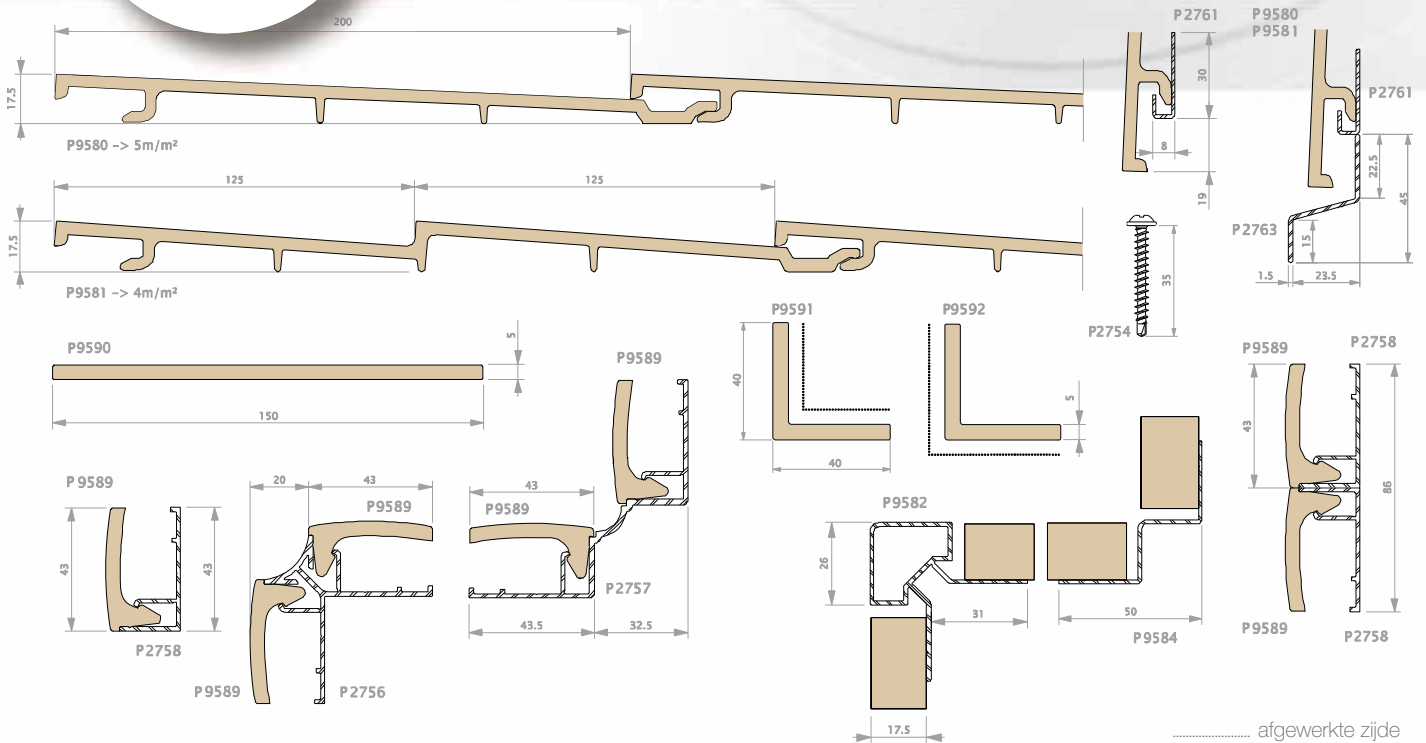 200
17.5
P9580 -> 5m/m²
125
125
17.5
P9581 -> 4m/m²
P2761
30
8
19
P9580
P9581
P2761
22.5
45
P2763
15
1.5
23.5
P2754
35
P9590
5
150
P9591
40
40
P9592
5
P9589
43
43
P2758
20
43
P9589
P9589
P2756
43
P9589
P9589
P2757
43.5
32.5
P9582
26
31
17.5
50
P9584
P9589
P2758
43
86
P9589
P2758
afgewerkte zijde